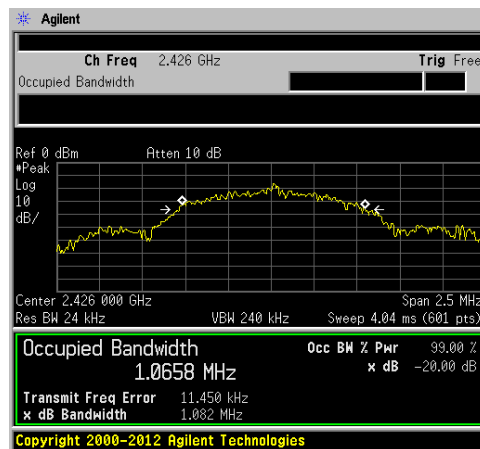 Agilent
Ch Freq 2.426 GHz Trig Free
Occupied Bandwidth
Ref 0 dBm Atten 10 dB
#Peak
Log
10
dB/
Center 2.426 000 GHz Span 2.5 MHz
Res BW 24 kHz VBW 240 kHz Sweep 4.04 ms (601 pts)
Occupied Bandwidth Occ BW % Pwr 99.00 %
1.0658 MHz x dB -20.00 dB
Transmit Freq Error 11.450 kHz
x dB Bandwidth 1.082 MHz
Copyright 2000-2012 Agilent Technologies